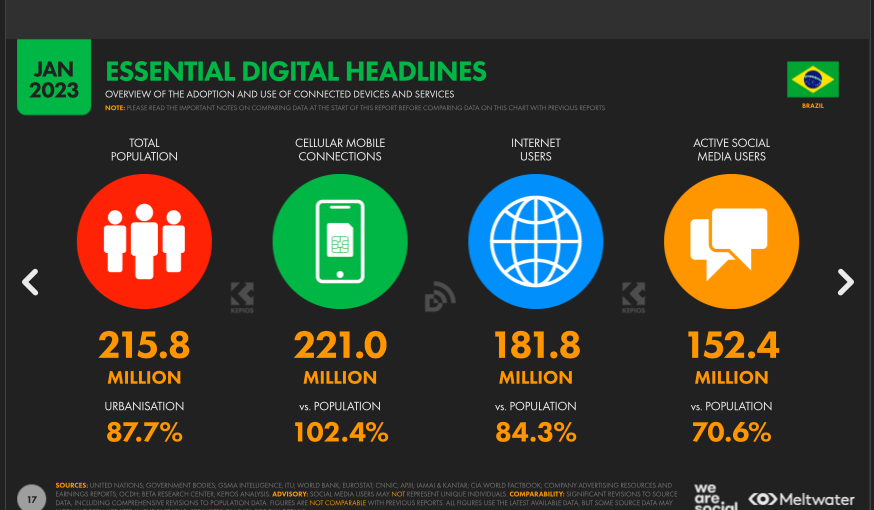 JAN
2023
ESSENTIAL DIGITAL HEADLINES
OVERVIEW OF THE ADOPTION AND USE OF CONNECTED DEVICES AND SERVICES
NOTE: PLEASE READ THE IMPORTANT NOTES ON COMPARING DATA AT THE START OF THIS REPORT BEFORE COMPARING DATA ON THIS CHART WITH PREVIOUS REPORTS
BRAZIL
TOTAL
POPULATION
CELLULAR MOBILE
CONNECTIONS
INTERNET
USERS
ACTIVE SOCIAL
MEDIA USERS
KEPIOS
KEPIOS
215.8
MILLION
URBANISATION
87.7%
221.0
MILLION
vs. POPULATION
102.4%
181.8
MILLION
vs. POPULATION
84.3%
152.4
MILLION
vs. POPULATION
70.6%
17
SOURCES: UNITED NATIONS; GOVERNMENT BODIES; GSMA INTELLIGENCE; ITU; WORLD BANK; EUROSTAT; CNNIC; APJII; IAMAI & KANTAR; CIA WORLD FACTBOOK; COMPANY ADVERTISING RESOURCES AND
EARNINGS REPORTS; OCDH; BETA RESEARCH CENTER; KEPIOS ANALYSIS. ADVISORY: SOCIAL MEDIA USERS MAY NOT REPRESENT UNIQUE INDIVIDUALS. COMPARABILITY: SIGNIFICANT REVISIONS TO SOURCE
DATA, INCLUDING COMPREHENSIVE REVISIONS TO POPULATION DATA. FIGURES ARE NOT COMPARABLE WITH PREVIOUS REPORTS. ALL FIGURES USE THE LATEST AVAILABLE DATA, BUT SOME SOURCE DATA MAY
we
are
social
Meltwater